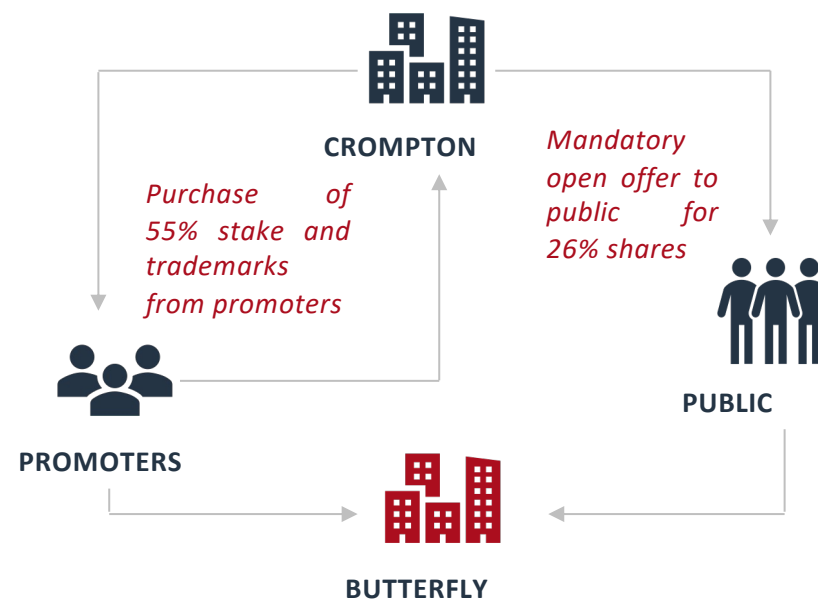 CROMPTON
Purchase of
55% stake and
trademarks
from promoters
Mandatory
open offer to
public for
26% shares
PUBLIC
PROMOTERS
BUTTERFLY